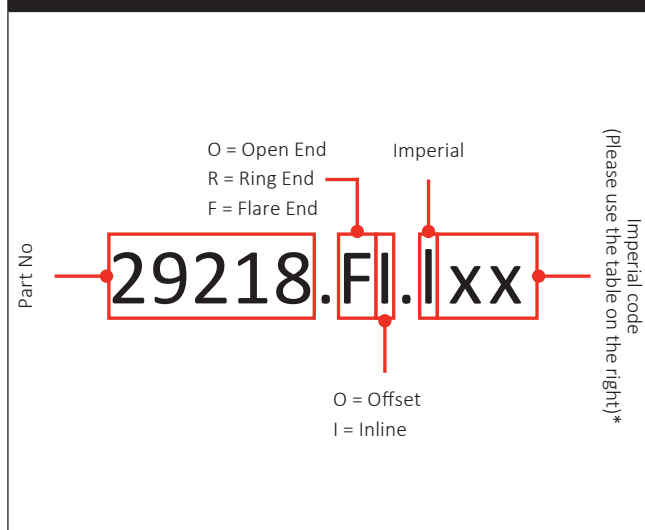 O = Open End
R = Ring End
F = Flare End
Imperial
Part No
29218.FI.Ixx
Imperial code
(Please use the table on the right)*
O = Offset
I = Inline